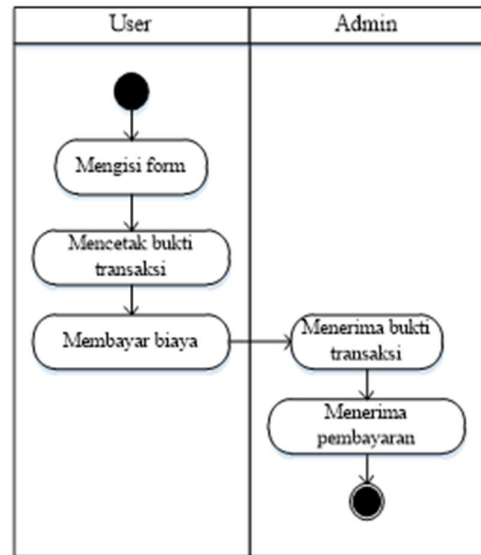 User
Admin
Mengisi form
Mencetak bukti
transaksi
Membayar biaya
Menerima bukti
transaksi
Menerima
pembayaran